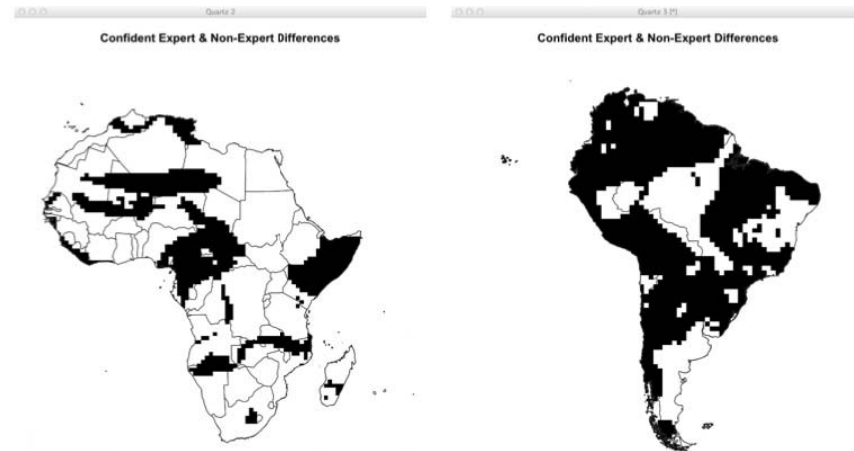 Quartz 2
Confident Expert & Non-Expert Differences
Quartz 3 [*]
Confident Expert & Non-Expert Differences